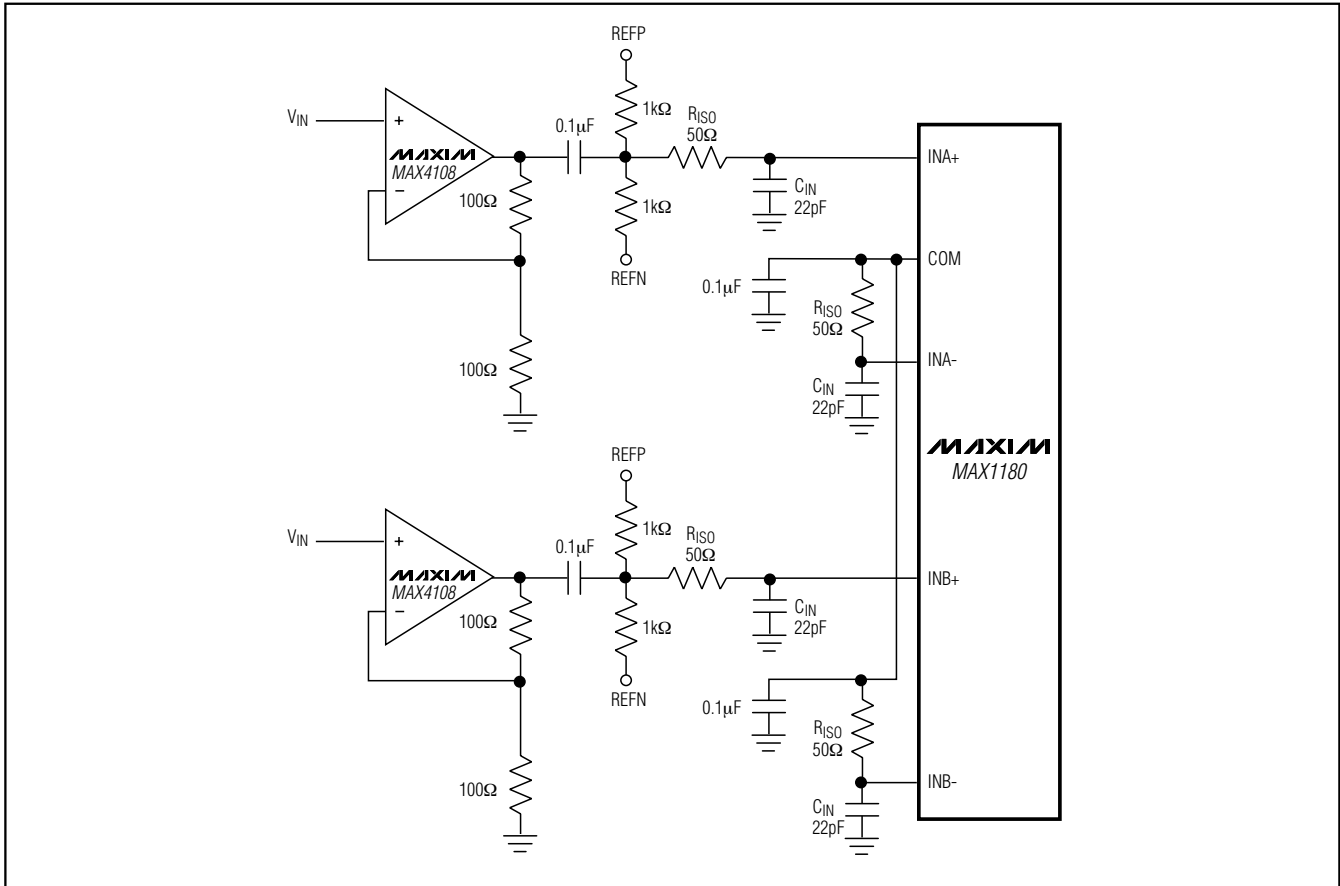 REFP
V_IN
+
MAXIM
MAX4108
−
100Ω
100Ω
0.1µF
1kΩ
1kΩ
REFN
R_ISO
50Ω
C_IN
22pF
INA+
COM
0.1µF
R_ISO
50Ω
INA-
C_IN
22pF
MAXIM
MAX1180
REFP
V_IN
+
MAXIM
MAX4108
−
100Ω
100Ω
0.1µF
1kΩ
1kΩ
REFN
R_ISO
50Ω
C_IN
22pF
INB+
0.1µF
R_ISO
50Ω
INB-
C_IN
22pF